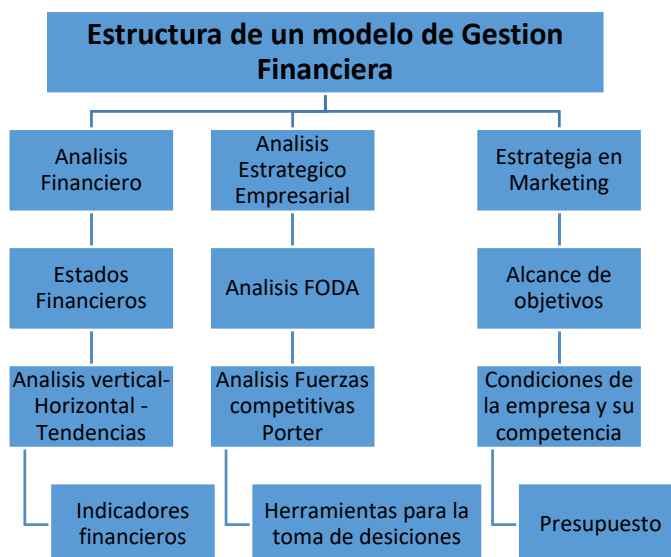 Estructura de un modelo de Gestion
Financiera
Analisis
Financiero
Analisis
Estrategico
Empresarial
Estrategia en
Marketing
Estados
Financieros
Analisis FODA
Alcance de
objetivos
Analisis vertical-
Horizontal -
Tendencias
Analisis Fuerzas
competitivas
Porter
Condiciones de
la empresa y su
competencia
Indicadores
financieros
Herramientas para la
toma de desiciones
Presupuesto